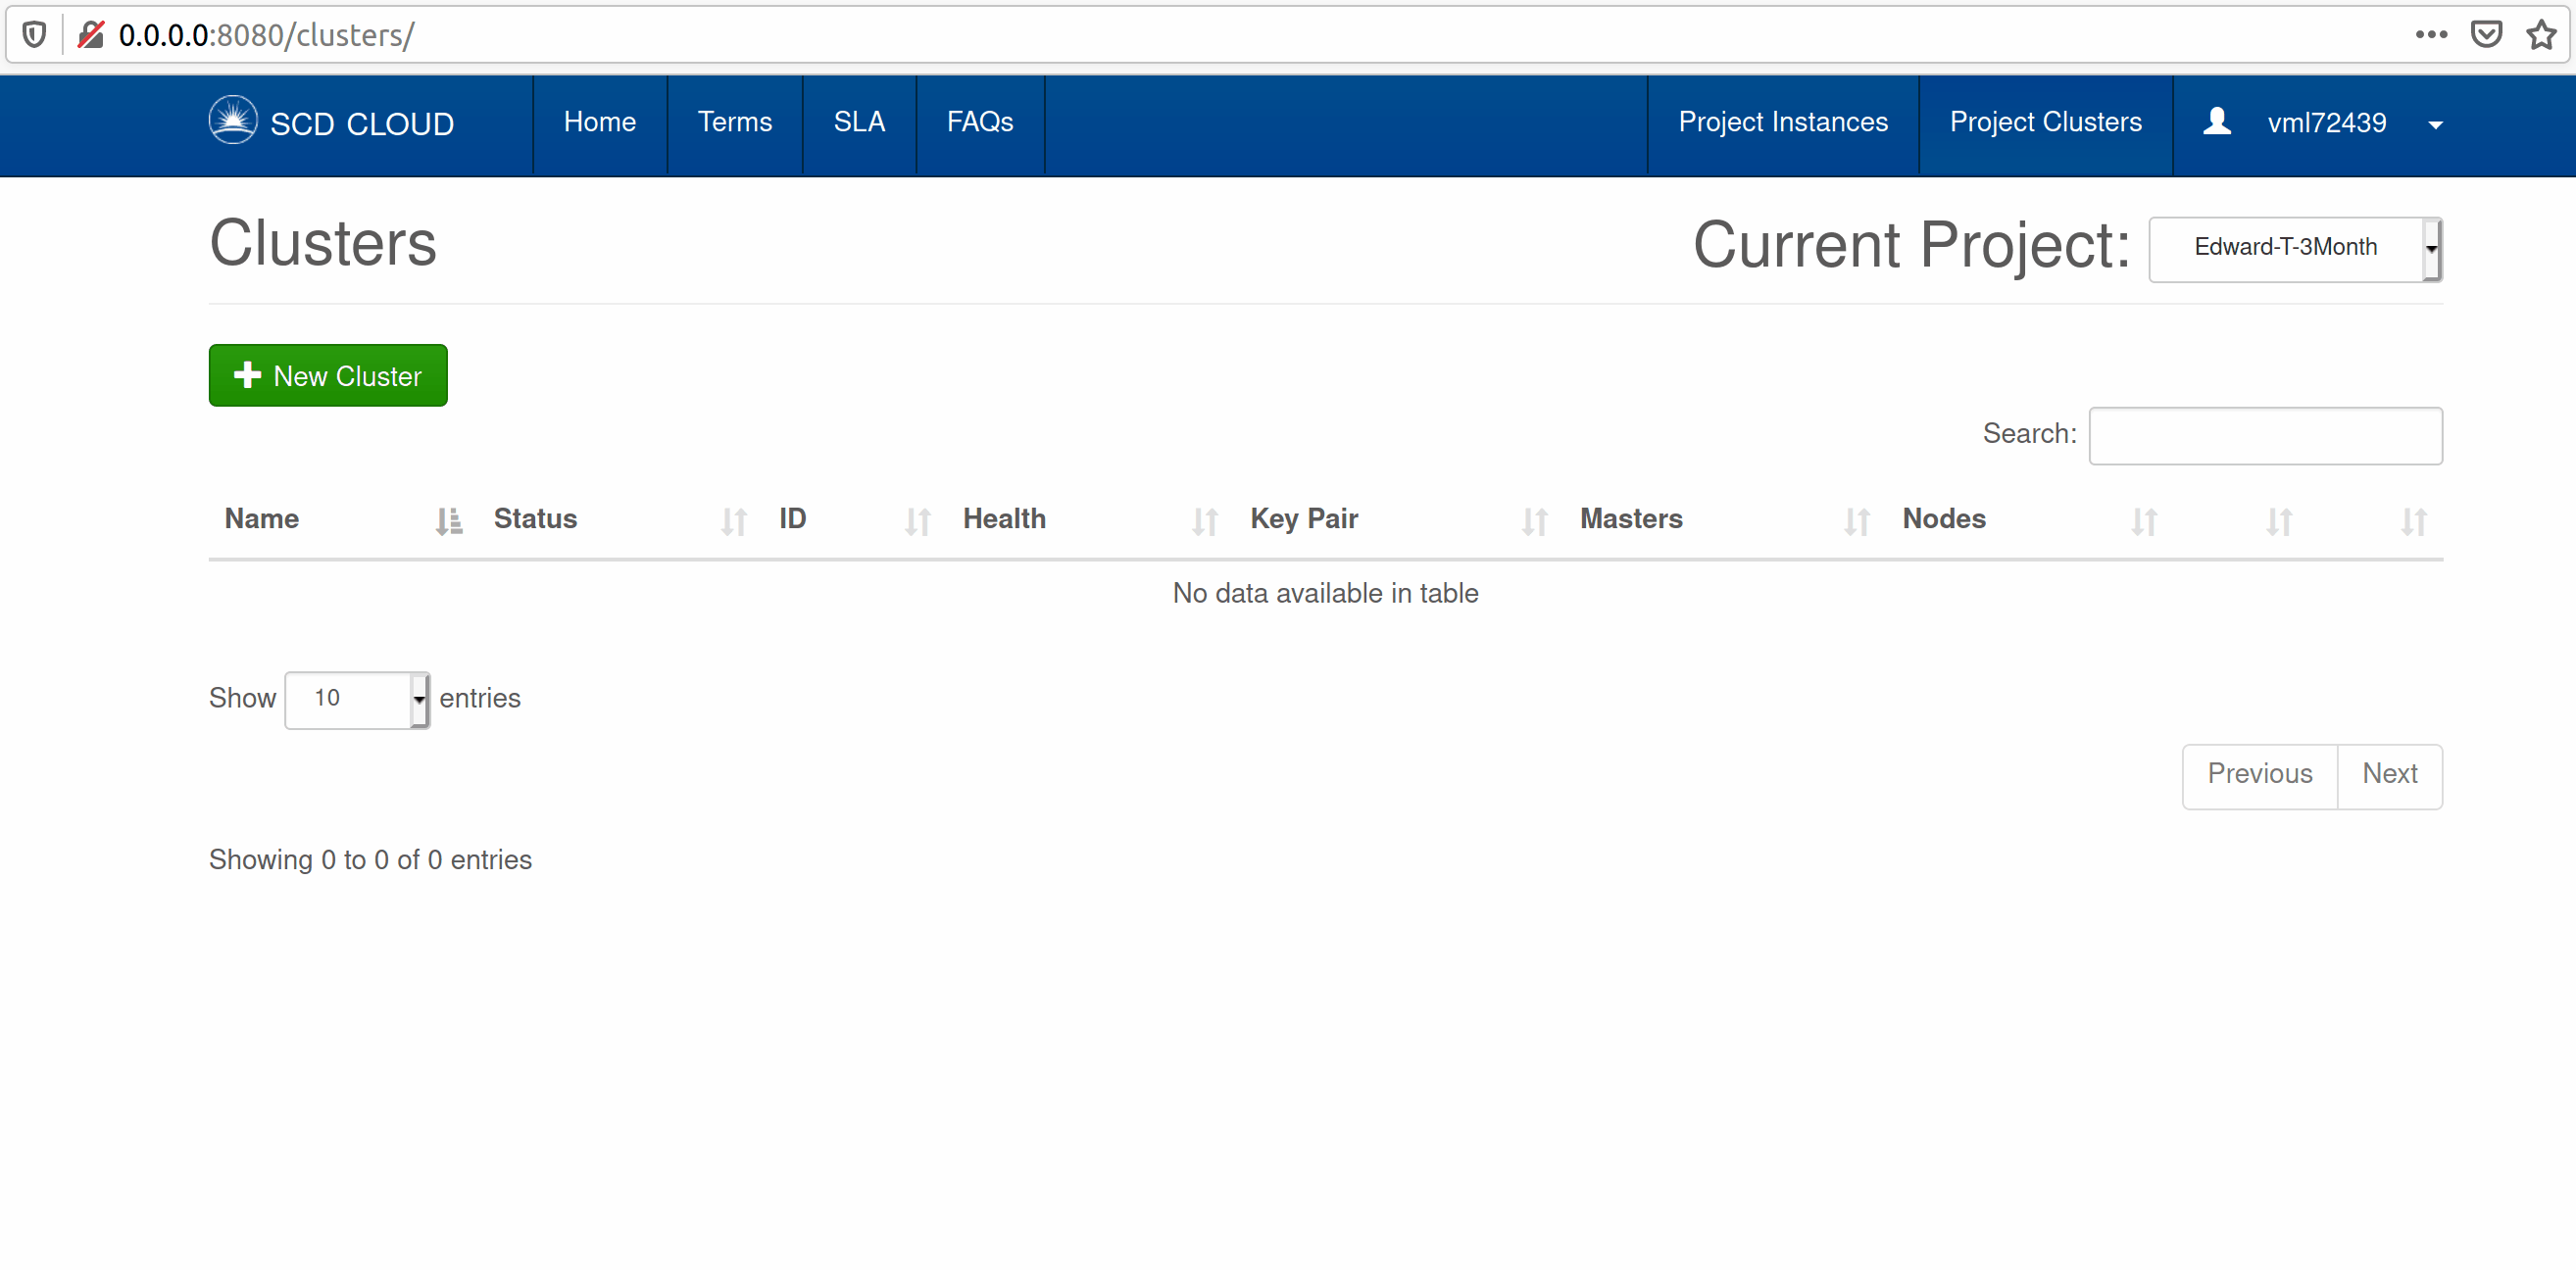 0.0.0.0:8080/clusters/
SCD CLOUD Home Terms SLA FAQs Project Instances Project Clusters vml72439
Clusters Current Project: Edward-T-3Month
New Cluster
Search:
Name Status ID Health Key Pair Masters Nodes
No data available in table
Show 10 entries
Previous Next
Showing 0 to 0 of 0 entries